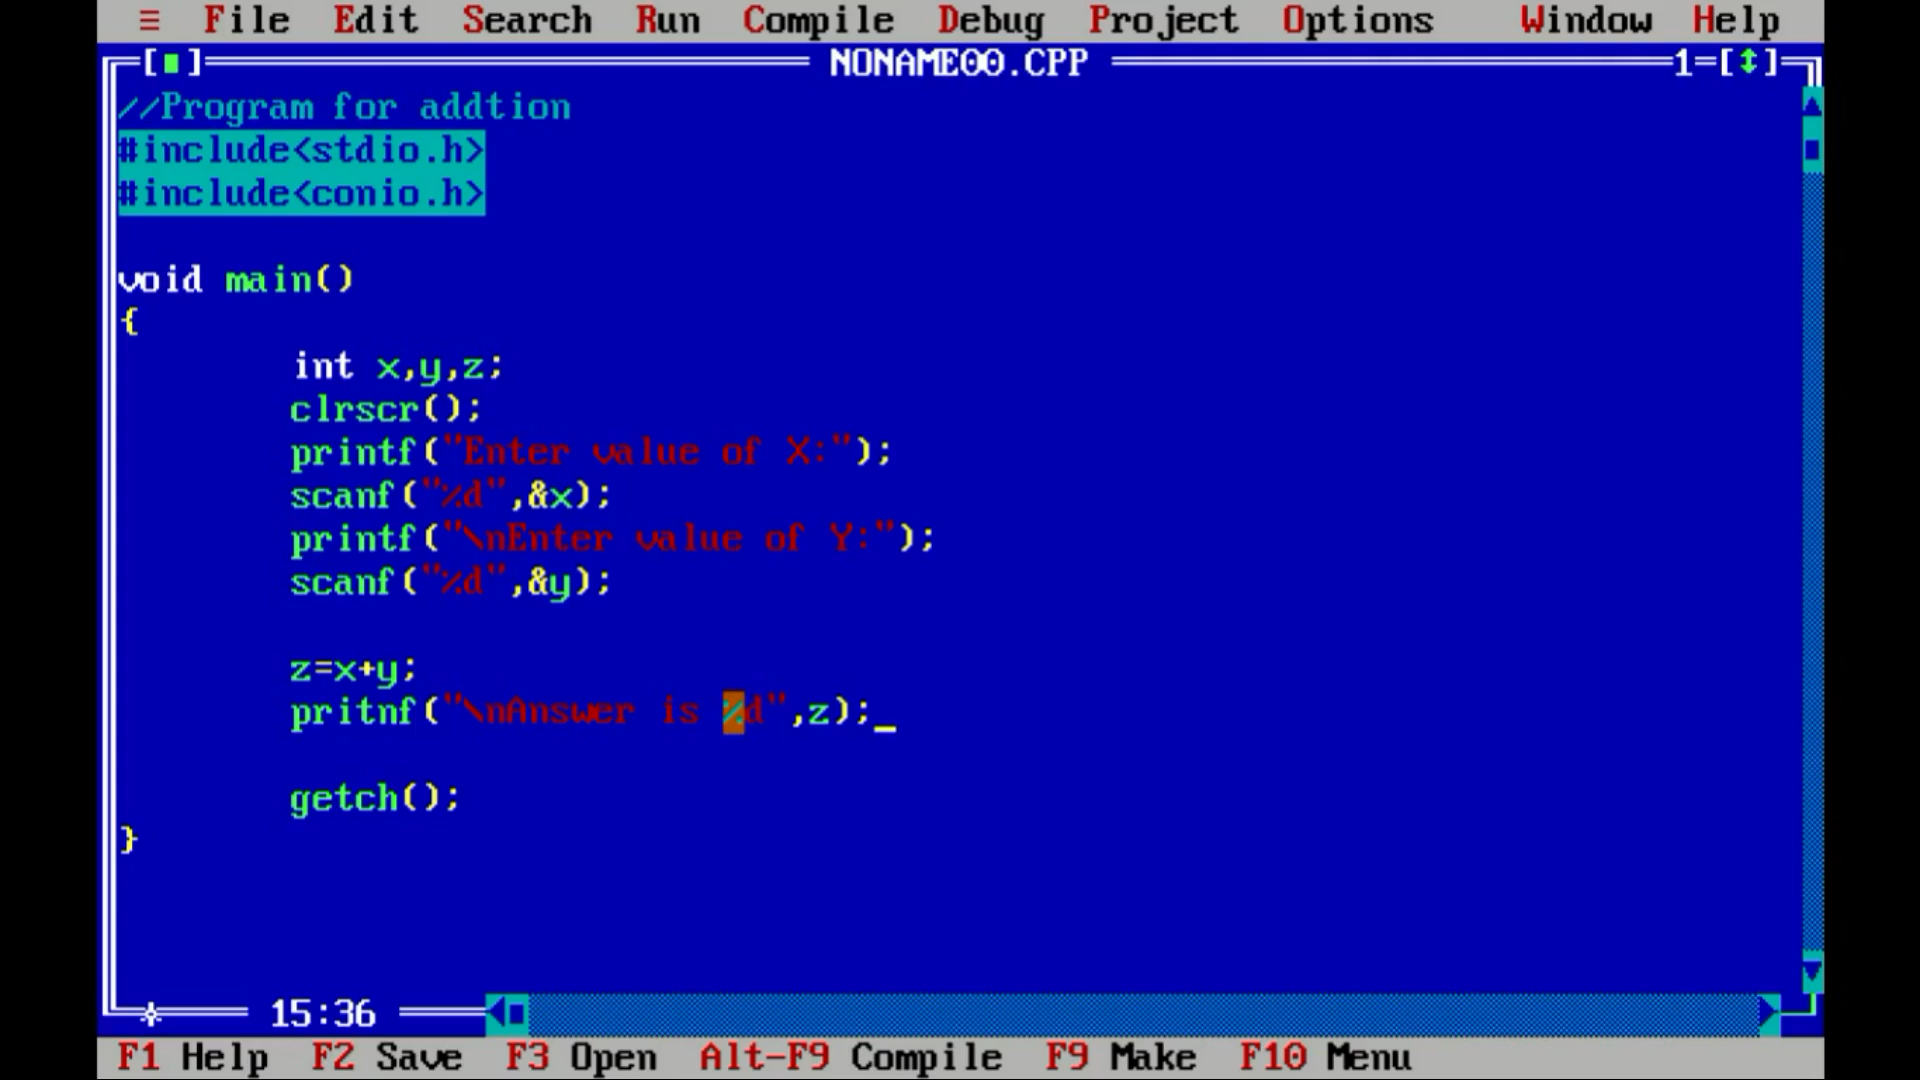 ≡ File Edit Search Run Compile Debug Project Options Window Help
[■] NONAME00.CPP 1=[↕]
//Program for addtion
#include<stdio.h>
#include<conio.h>
void main()
{
int x,y,z;
clrscr();
printf("Enter value of X:");
scanf("%d",&x);
printf("\nEnter value of Y:");
scanf("%d",&y);
z=x+y;
pritnf("\nAnswer is %d",z);_
getch();
}
15:36
F1 Help F2 Save F3 Open Alt-F9 Compile F9 Make F10 Menu